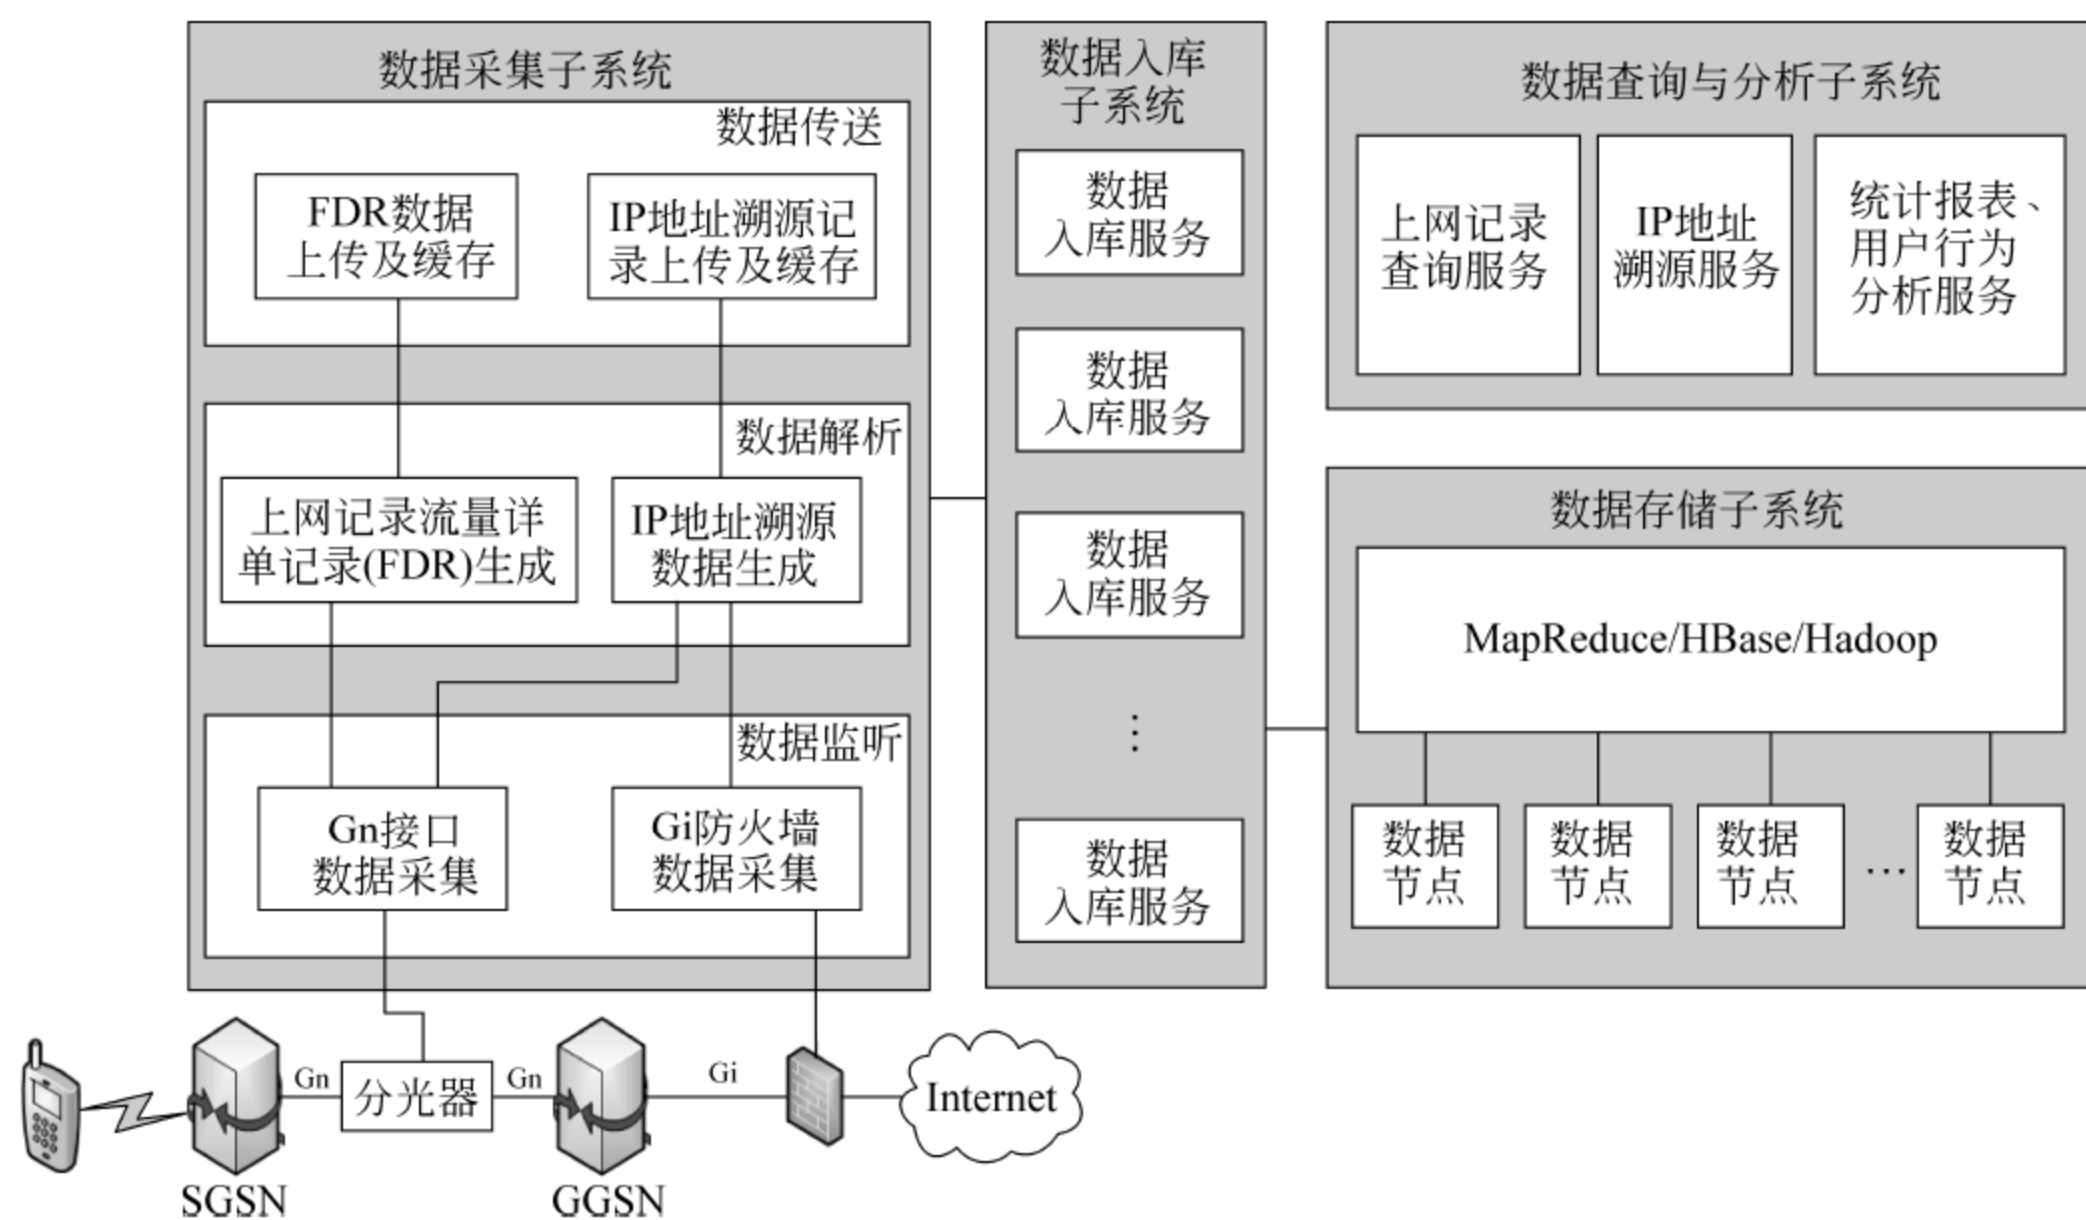 数据采集子系统
数据传送
FDR数据
上传及缓存
IP地址溯源记
录上传及缓存
数据解析
上网记录流量详
单记录(FDR)生成
IP地址溯源
数据生成
数据监听
Gn接口
数据采集
Gi防火墙
数据采集
数据入库
子系统
数据
入库服务
数据
入库服务
数据
入库服务
⋮
数据
入库服务
数据查询与分析子系统
上网记录
查询服务
IP地址
溯源服务
统计报表、
用户行为
分析服务
数据存储子系统
MapReduce/HBase/Hadoop
数据
节点
数据
节点
数据
节点
…
数据
节点
Gn
分光器
Gn
Gi
Internet
SGSN
GGSN